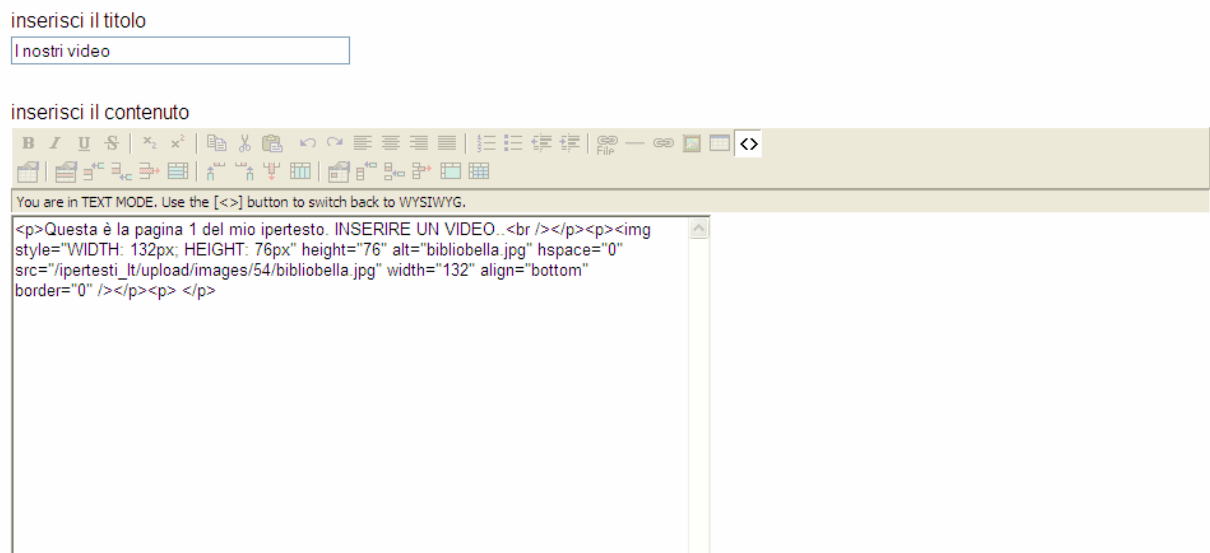 inserisci il titolo
I nostri video
inserisci il contenuto
B I U S x₂ x² File <>
You are in TEXT MODE. Use the [<>] button to switch back to WYSIWYG.
<p>Questa è la pagina 1 del mio ipertesto. INSERIRE UN VIDEO..<br /></p><p><img
style="WIDTH: 132px; HEIGHT: 76px" height="76" alt="bibliobella.jpg" hspace="0"
src="/ipertesti_lt/upload/images/54/bibliobella.jpg" width="132" align="bottom"
border="0" /></p><p> </p>